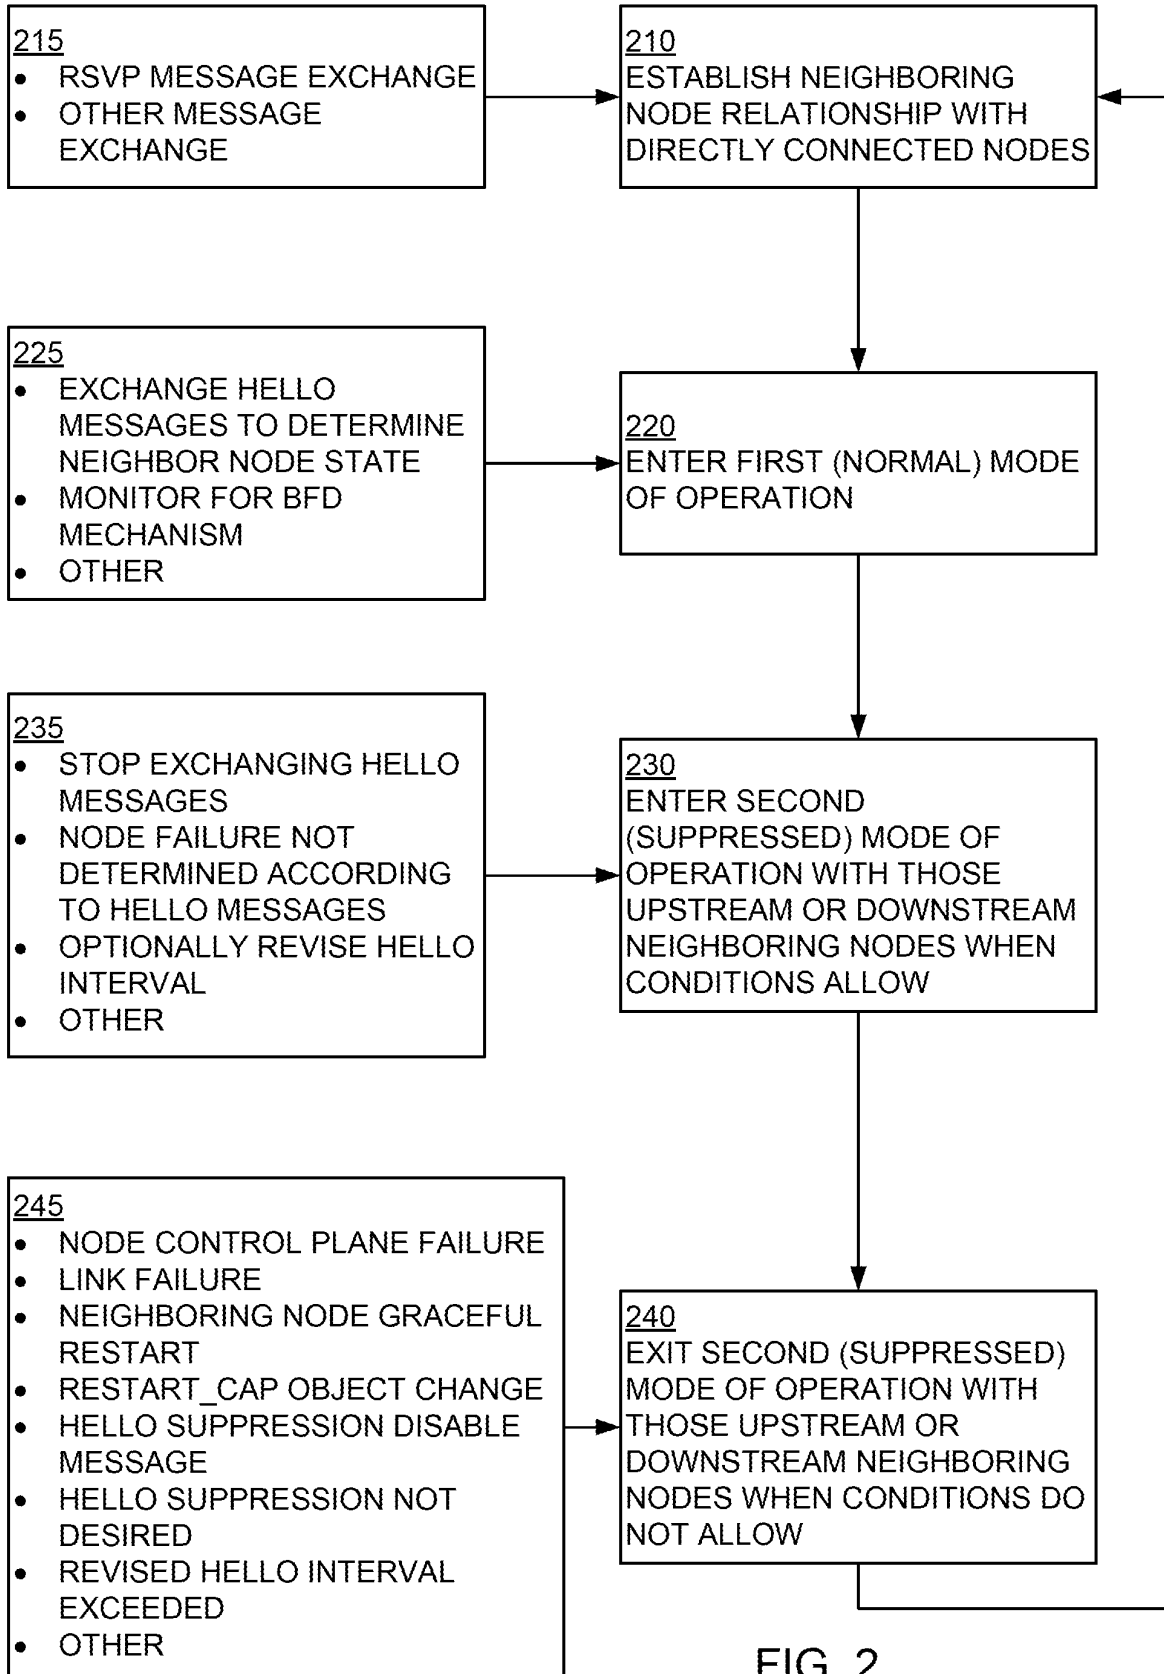 215
• RSVP MESSAGE EXCHANGE
• OTHER MESSAGE
EXCHANGE
210
ESTABLISH NEIGHBORING
NODE RELATIONSHIP WITH
DIRECTLY CONNECTED NODES
225
• EXCHANGE HELLO
MESSAGES TO DETERMINE
NEIGHBOR NODE STATE
• MONITOR FOR BFD
MECHANISM
• OTHER
220
ENTER FIRST (NORMAL) MODE
OF OPERATION
235
• STOP EXCHANGING HELLO
MESSAGES
• NODE FAILURE NOT
DETERMINED ACCORDING
TO HELLO MESSAGES
• OPTIONALLY REVISE HELLO
INTERVAL
• OTHER
230
ENTER SECOND
(SUPPRESSED) MODE OF
OPERATION WITH THOSE
UPSTREAM OR DOWNSTREAM
NEIGHBORING NODES WHEN
CONDITIONS ALLOW
245
• NODE CONTROL PLANE FAILURE
• LINK FAILURE
• NEIGHBORING NODE GRACEFUL
RESTART
• RESTART_CAP OBJECT CHANGE
• HELLO SUPPRESSION DISABLE
MESSAGE
• HELLO SUPPRESSION NOT
DESIRED
• REVISED HELLO INTERVAL
EXCEEDED
• OTHER
240
EXIT SECOND (SUPPRESSED)
MODE OF OPERATION WITH
THOSE UPSTREAM OR
DOWNSTREAM NEIGHBORING
NODES WHEN CONDITIONS DO
NOT ALLOW
FIG. 2